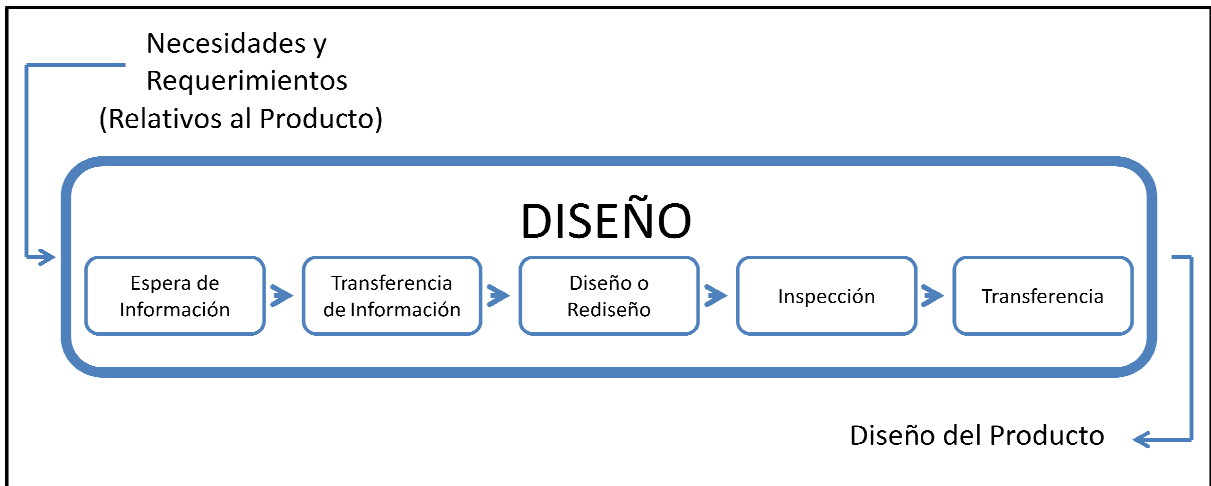 Necesidades y
Requerimientos
(Relativos al Producto)
DISEÑO
Espera de
Información
Transferencia
de Información
Diseño o
Rediseño
Inspección
Transferencia
Diseño del Producto